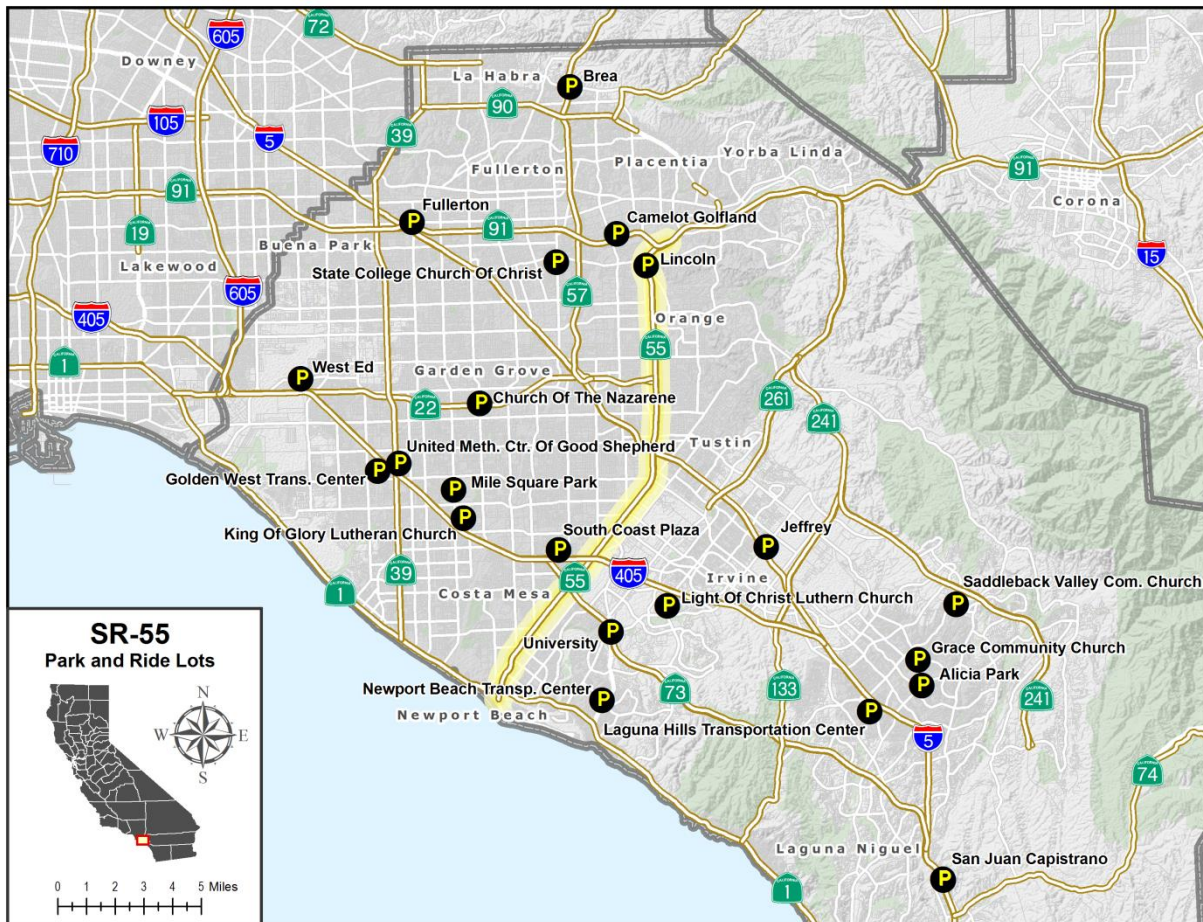 605
72
Downey
La Habra
Brea
105
5
39
90
710
Fullerton
Placentia
Yorba Linda
91
91
Corona
19
Fullerton
91
Camelot Golfland
Buena Park
Lakewood
State College Church Of Christ
Lincoln
15
605
57
405
Orange
55
1
West Ed
Garden Grove
22
Church Of The Nazarene
261
241
Tustin
United Meth. Ctr. Of Good Shepherd
Golden West Trans. Center
Mile Square Park
King Of Glory Lutheran Church
South Coast Plaza
Jeffrey
39
55
405
Irvine
Saddleback Valley Com. Church
1
Costa Mesa
Light Of Christ Luthern Church
University
Grace Community Church
Alicia Park
Newport Beach Transp. Center
73
133
241
Newport Beach
Laguna Hills Transportation Center
5
74
Laguna Niguel
San Juan Capistrano
1
SR-55
Park and Ride Lots
N
W
E
S
0 1 2 3 4 5 Miles